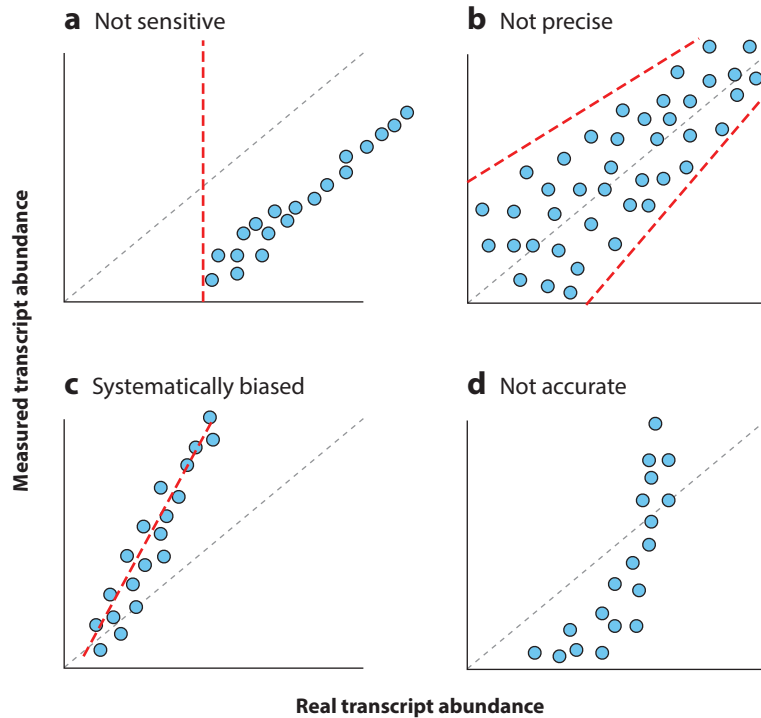 a Not sensitive
b Not precise
c Systematically biased
d Not accurate
Measured transcript abundance
Real transcript abundance